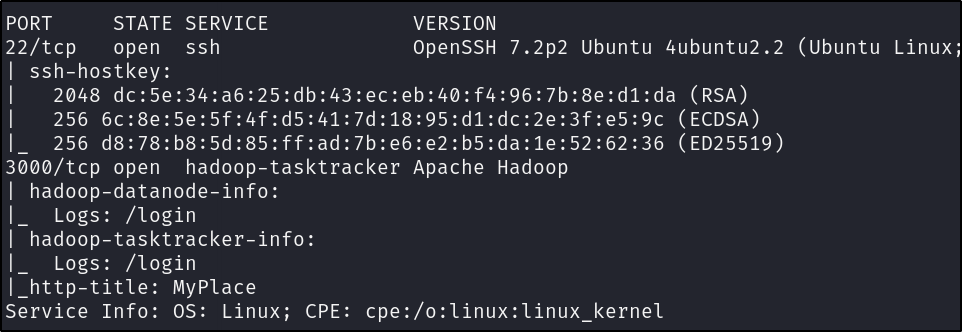 PORT     STATE SERVICE            VERSION
22/tcp   open  ssh                OpenSSH 7.2p2 Ubuntu 4ubuntu2.2 (Ubuntu Linux;
| ssh-hostkey:
|   2048 dc:5e:34:a6:25:db:43:ec:eb:40:f4:96:7b:8e:d1:da (RSA)
|   256 6c:8e:5e:5f:4f:d5:41:7d:18:95:d1:dc:2e:3f:e5:9c (ECDSA)
|_  256 d8:78:b8:5d:85:ff:ad:7b:e6:e2:b5:da:1e:52:62:36 (ED25519)
3000/tcp open  hadoop-tasktracker Apache Hadoop
| hadoop-datanode-info:
|_  Logs: /login
| hadoop-tasktracker-info:
|_  Logs: /login
|_http-title: MyPlace
Service Info: OS: Linux; CPE: cpe:/o:linux:linux_kernel